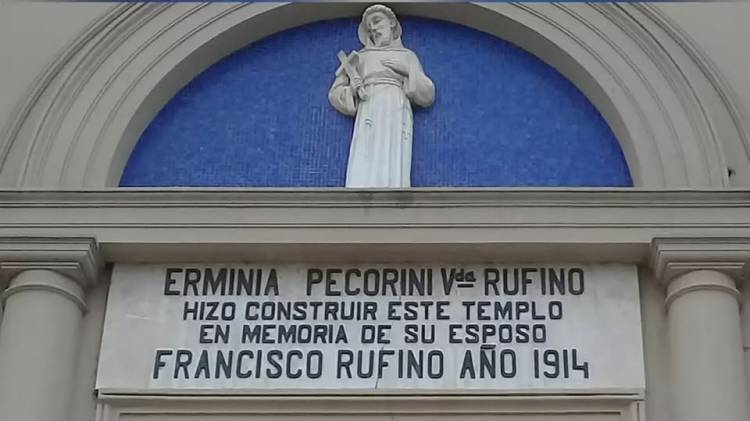 ERMINIA PECORINI Vda RUFINO
HIZO CONSTRUIR ESTE TEMPLO
EN MEMORIA DE SU ESPOSO
FRANCISCO RUFINO AÑO 1914